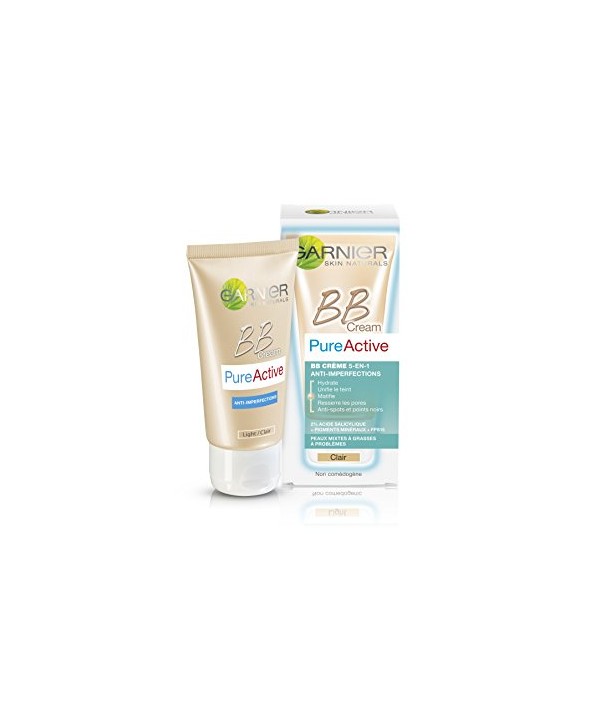 GARNIER
SKIN NATURALS
BB
Cream
PureActive
ANTI-IMPERFECTIONS
Light/Clair
GARNIER
SKIN NATURALS
BB
Cream
PureActive
BB CRÈME 5-EN-1
ANTI-IMPERFECTIONS
Hydrate
Unifie le teint
Matifie
Resserre les pores
Anti-spots et points noirs
2% ACIDE SALICYLIQUE
+ PIGMENTS MINÉRAUX + FPS15
PEAUX MIXTES À GRASSES
À PROBLÈMES
Clair
Non comédogène